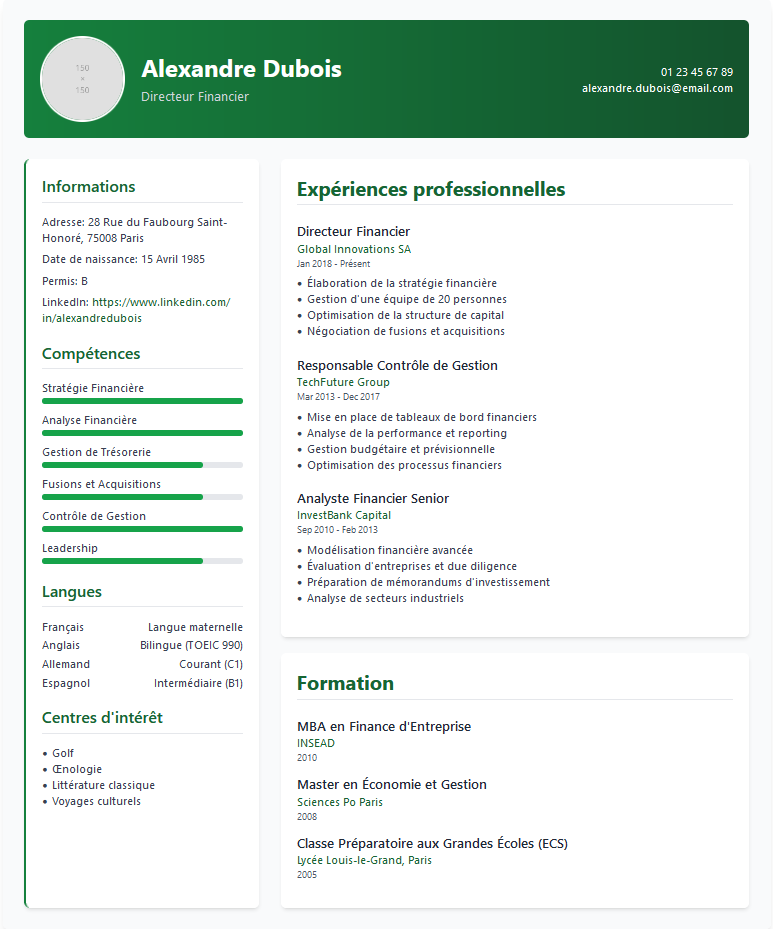 150
×
150
Alexandre Dubois
Directeur Financier
01 23 45 67 89
alexandre.dubois@email.com
Informations
Adresse: 28 Rue du Faubourg Saint-
Honoré, 75008 Paris
Date de naissance: 15 Avril 1985
Permis: B
LinkedIn: https://www.linkedin.com/
in/alexandredubois
Compétences
Stratégie Financière
Analyse Financière
Gestion de Trésorerie
Fusions et Acquisitions
Contrôle de Gestion
Leadership
Langues
Français Langue maternelle
Anglais Bilingue (TOEIC 990)
Allemand Courant (C1)
Espagnol Intermédiaire (B1)
Centres d'intérêt
• Golf
• Œnologie
• Littérature classique
• Voyages culturels
Expériences professionnelles
Directeur Financier
Global Innovations SA
Jan 2018 - Présent
• Élaboration de la stratégie financière
• Gestion d'une équipe de 20 personnes
• Optimisation de la structure de capital
• Négociation de fusions et acquisitions
Responsable Contrôle de Gestion
TechFuture Group
Mar 2013 - Dec 2017
• Mise en place de tableaux de bord financiers
• Analyse de la performance et reporting
• Gestion budgétaire et prévisionnelle
• Optimisation des processus financiers
Analyste Financier Senior
InvestBank Capital
Sep 2010 - Feb 2013
• Modélisation financière avancée
• Évaluation d'entreprises et due diligence
• Préparation de mémorandums d'investissement
• Analyse de secteurs industriels
Formation
MBA en Finance d'Entreprise
INSEAD
2010
Master en Économie et Gestion
Sciences Po Paris
2008
Classe Préparatoire aux Grandes Écoles (ECS)
Lycée Louis-le-Grand, Paris
2005